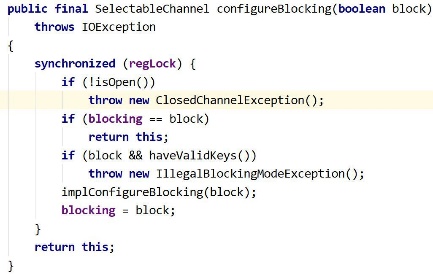 public final SelectableChannel configureBlocking(boolean block)
    throws IOException
{
    synchronized (regLock) {
        if (!isOpen())
            throw new ClosedChannelException();
        if (blocking == block)
            return this;
        if (block && haveValidKeys())
            throw new IllegalBlockingModeException();
        implConfigureBlocking(block);
        blocking = block;
    }
    return this;
}